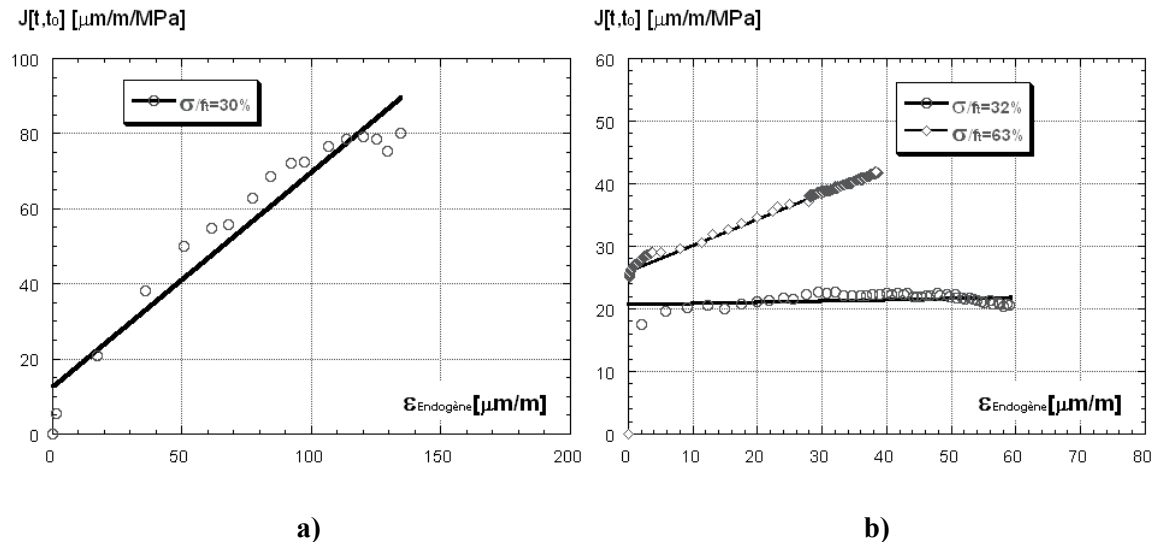 J[t,t₀] [μm/m/MPa]
100
80
60
40
20
0
σ/ft=30%
εEndogène[μm/m]
0 50 100 150 200
a)
J[t,t₀] [μm/m/MPa]
60
50
40
30
20
10
0
σ/ft=32%
σ/ft=63%
εEndogène[μm/m]
0 10 20 30 40 50 60 70 80
b)